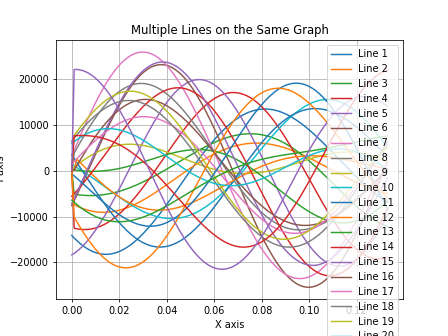 Multiple Lines on the Same Graph
20000
10000
0
−10000
−20000
0.00
0.02
0.04
0.06
0.08
0.10
X axis
Line 1
Line 2
Line 3
Line 4
Line 5
Line 6
Line 7
Line 8
Line 9
Line 10
Line 11
Line 12
Line 13
Line 14
Line 15
Line 16
Line 17
Line 18
Line 19
Line 20